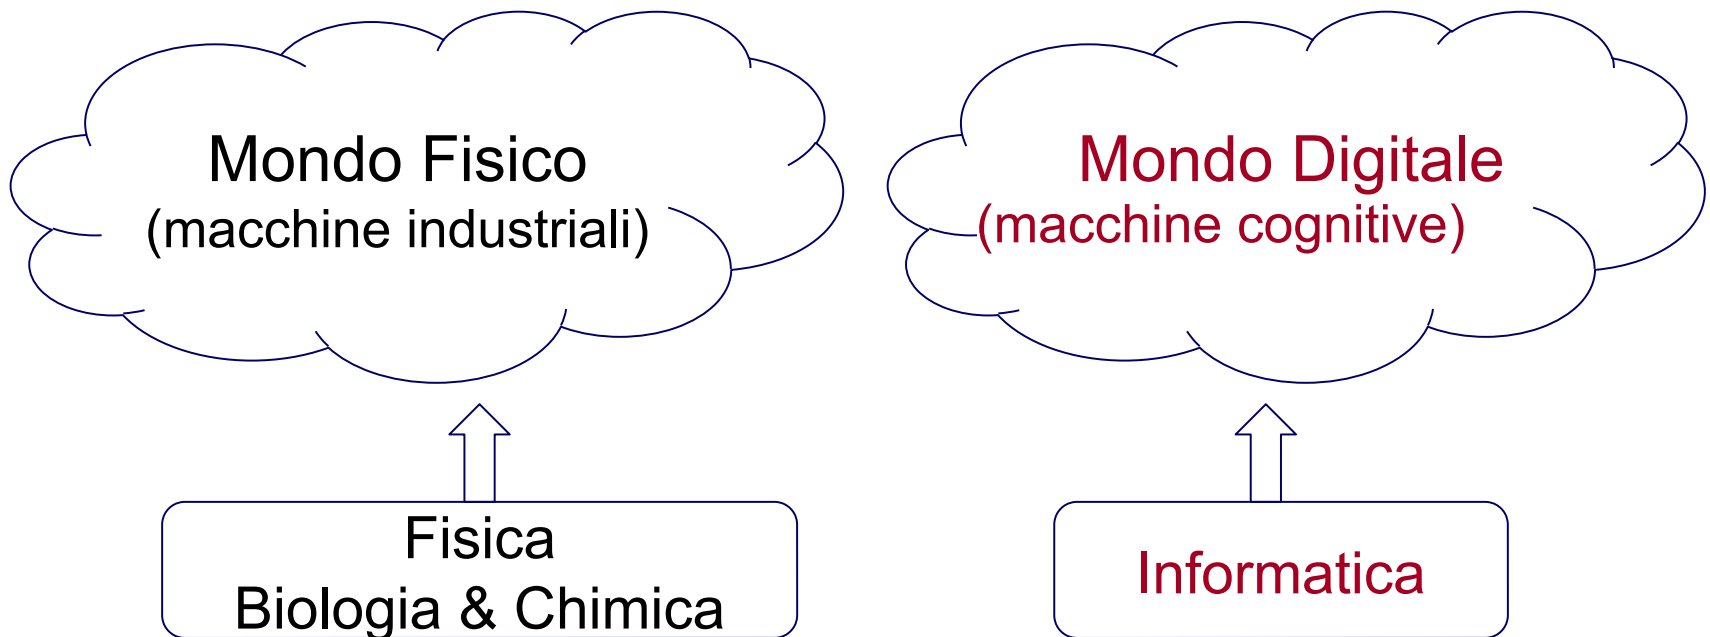 Mondo Fisico
(macchine industriali)
Mondo Digitale
(macchine cognitive)
Fisica
Biologia & Chimica
Informatica